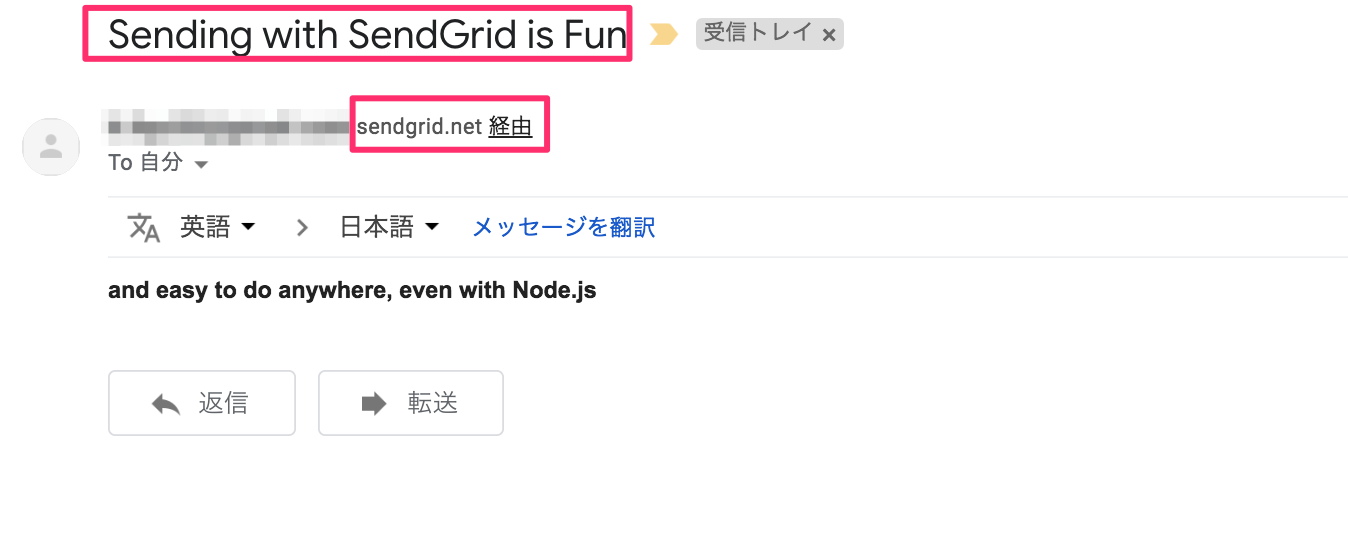 Sending with SendGrid is Fun 受信トレイ ×
sendgrid.net 経由
To 自分
英語 日本語 メッセージを翻訳
and easy to do anywhere, even with Node.js
返信 転送